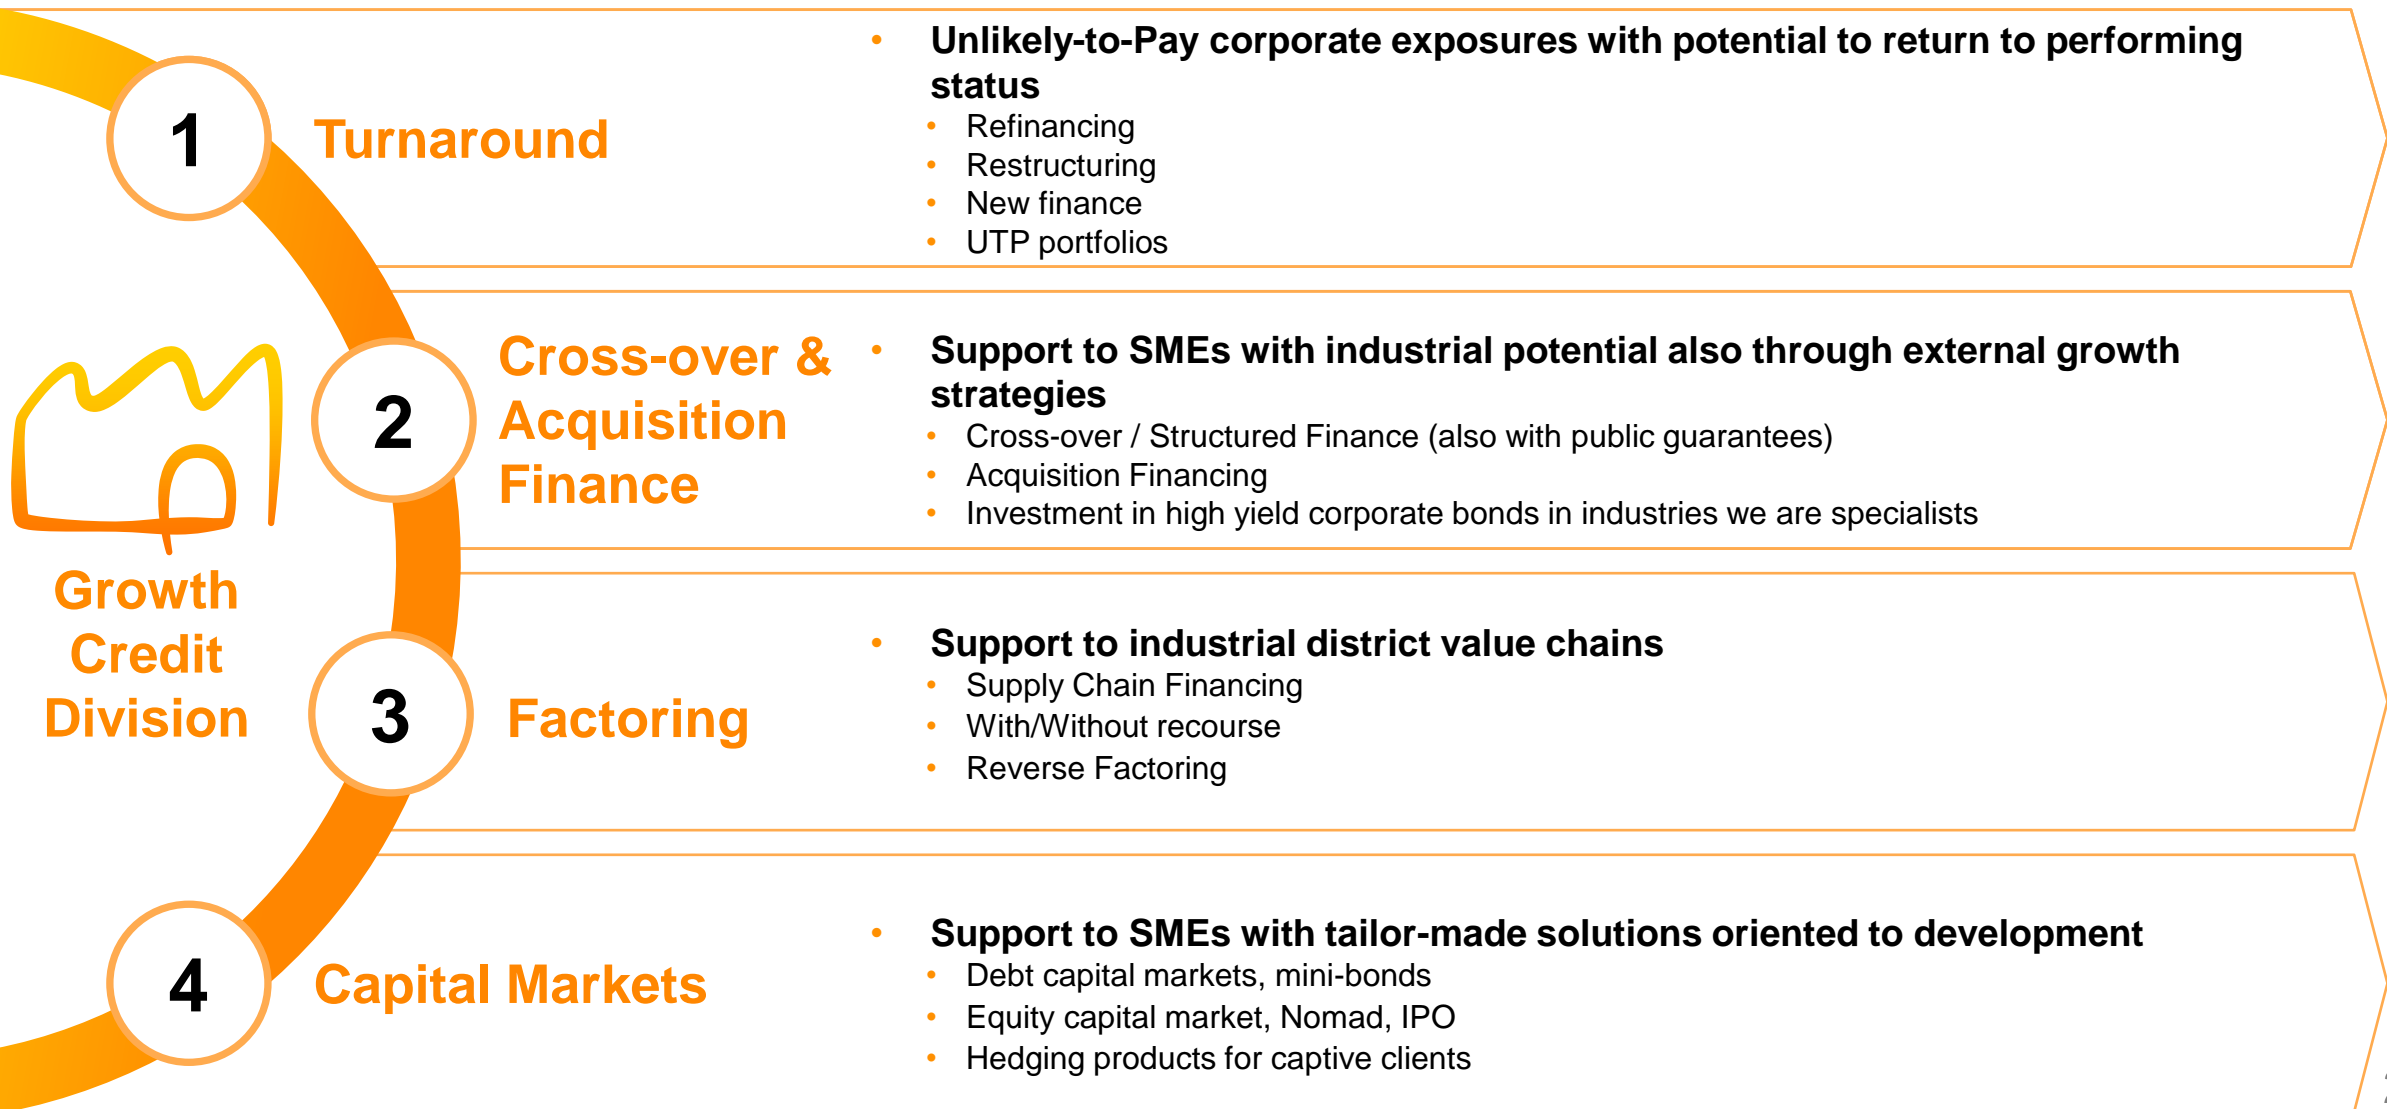 Growth
Credit
Division
1
Turnaround
• Unlikely-to-Pay corporate exposures with potential to return to performing
status
• Refinancing
• Restructuring
• New finance
• UTP portfolios
2
Cross-over &
Acquisition
Finance
• Support to SMEs with industrial potential also through external growth
strategies
• Cross-over / Structured Finance (also with public guarantees)
• Acquisition Financing
• Investment in high yield corporate bonds in industries we are specialists
3
Factoring
• Support to industrial district value chains
• Supply Chain Financing
• With/Without recourse
• Reverse Factoring
4
Capital Markets
• Support to SMEs with tailor-made solutions oriented to development
• Debt capital markets, mini-bonds
• Equity capital market, Nomad, IPO
• Hedging products for captive clients